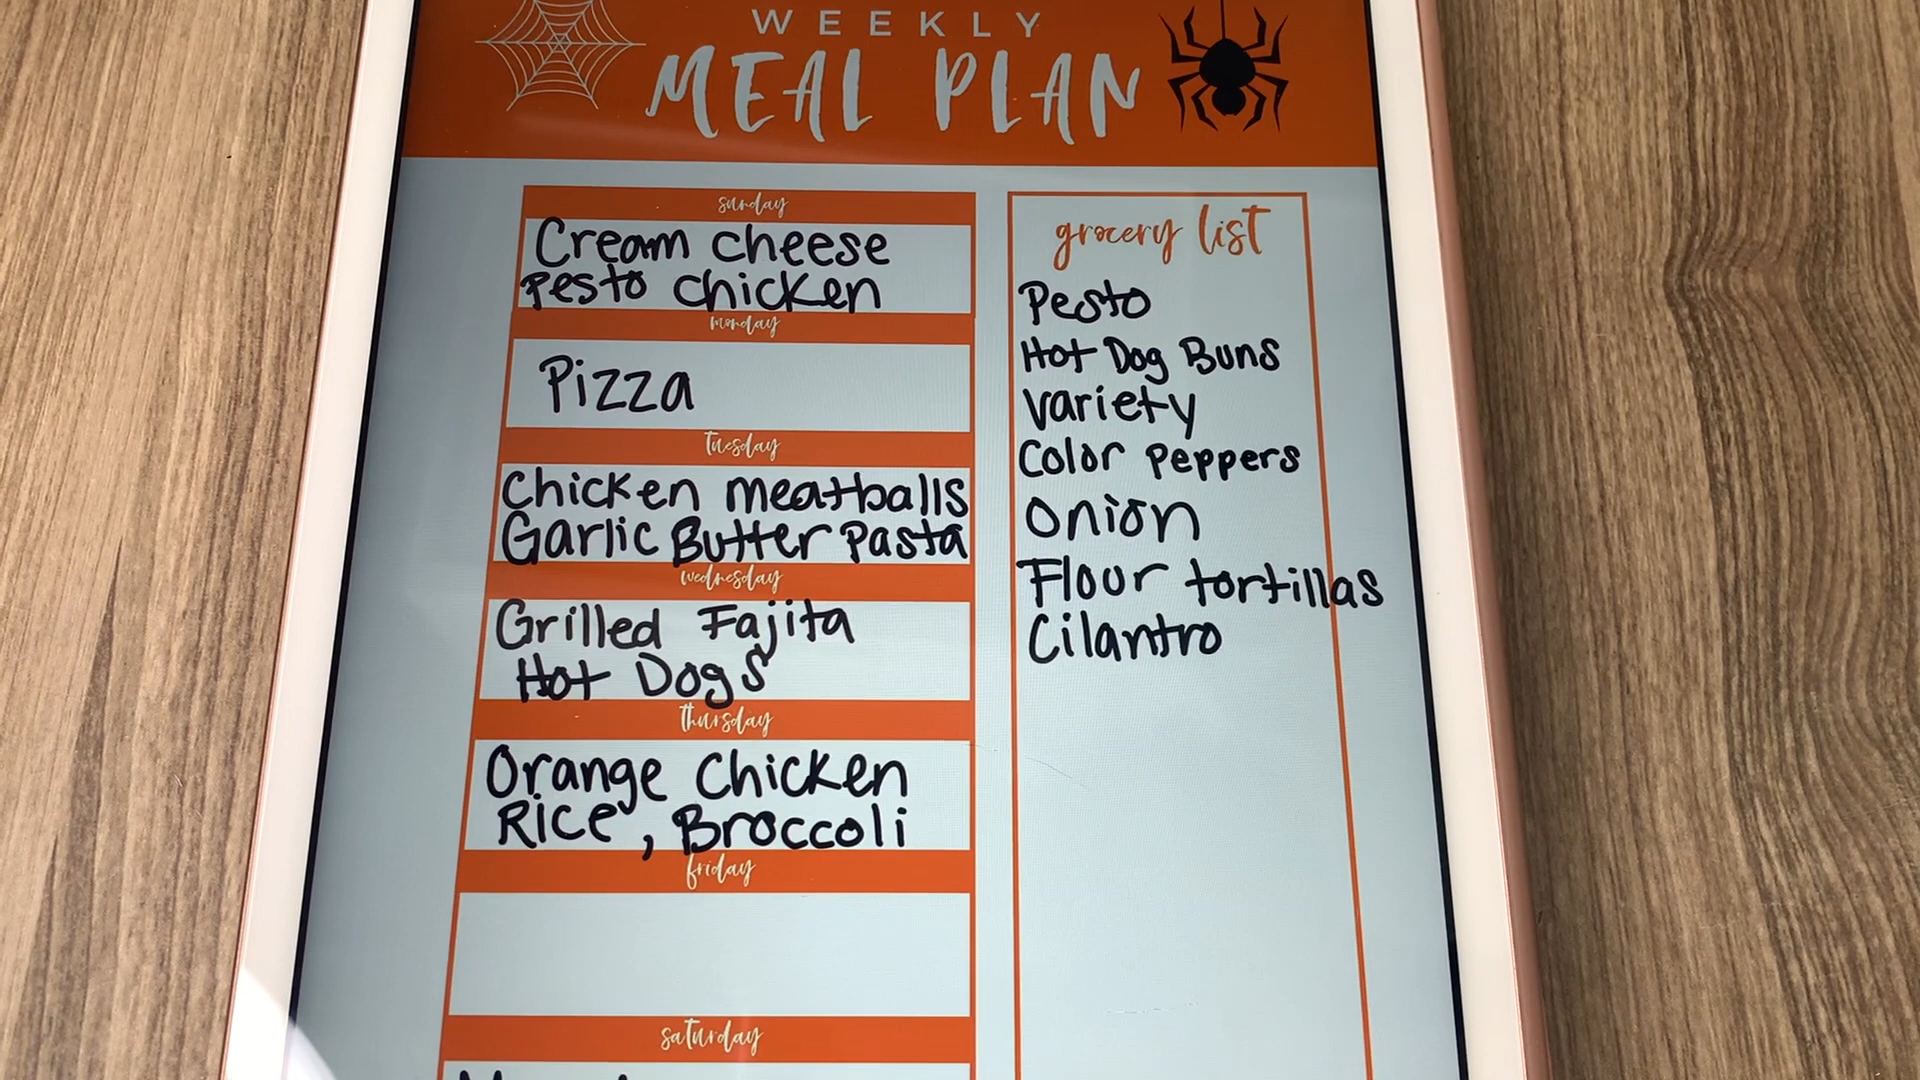 WEEKLY
MEAL PLAN
sunday
Cream cheese
Pesto chicken
monday
Pizza
tuesday
Chicken meatballs
Garlic Butter Pasta
wednesday
Grilled Fajita
Hot Dogs
thursday
Orange Chicken
Rice, Broccoli
friday
saturday
grocery list
Pesto
Hot Dog Buns
Variety
Color Peppers
Onion
Flour tortillas
Cilantro